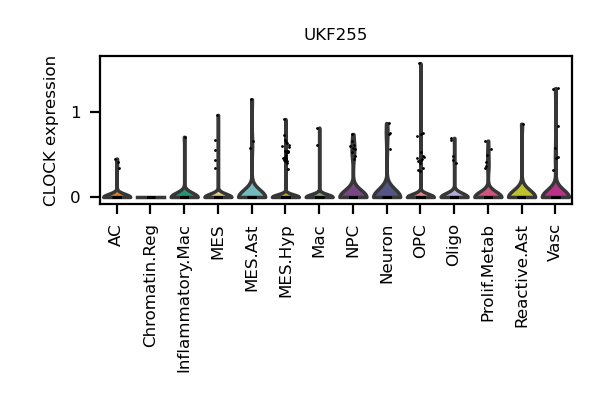 UKF255
CLOCK expression
1
0
AC
Chromatin.Reg
Inflammatory.Mac
MES
MES.Ast
MES.Hyp
Mac
NPC
Neuron
OPC
Oligo
Prolif.Metab
Reactive.Ast
Vasc